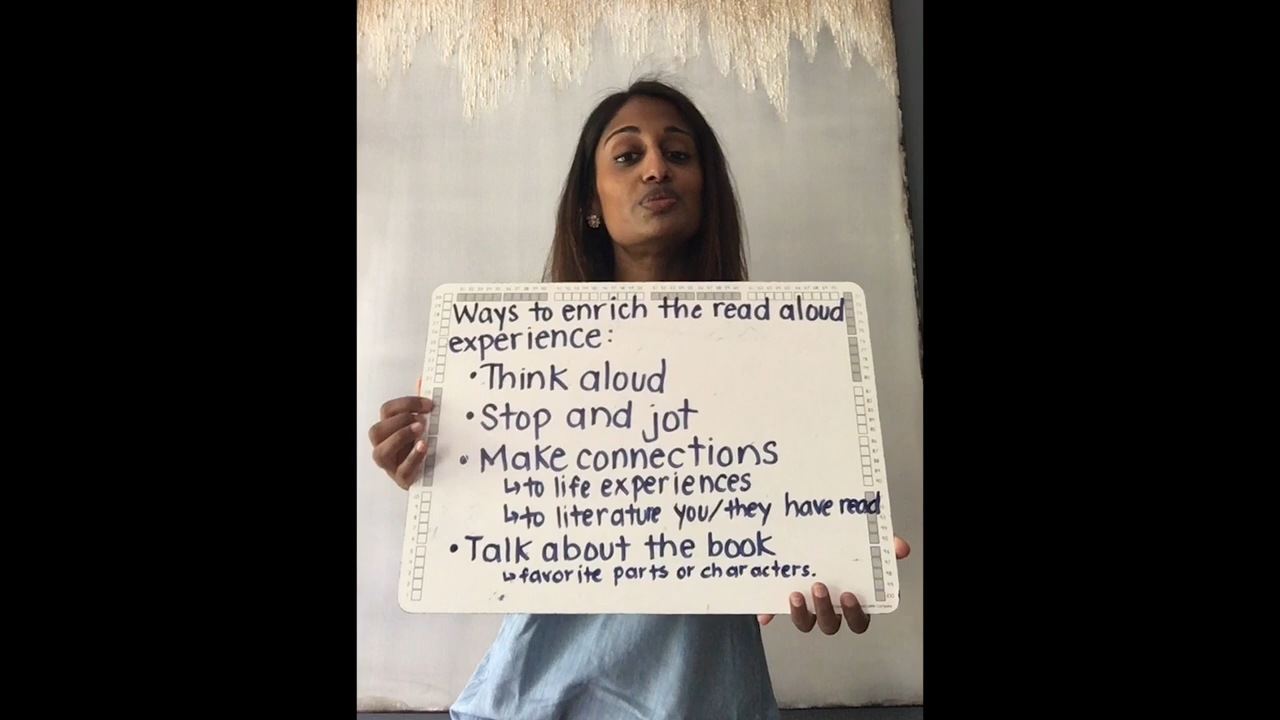 Ways to enrich the read aloud
experience:
•Think aloud
•Stop and jot
• Make connections
↳to life experiences
↳to literature you/they have read
•Talk about the book
↳favorite parts or characters.